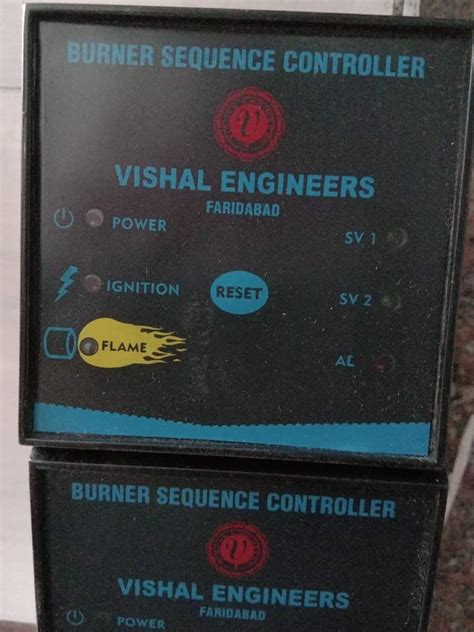 BURNER SEQUENCE CONTROLLER
V
VISHAL ENGINEERS
FARIDABAD
POWER
SV 1
IGNITION
RESET
SV 2
FLAME
AL
BURNER SEQUENCE CONTROLLER
V
VISHAL ENGINEERS
FARIDABAD
POWER